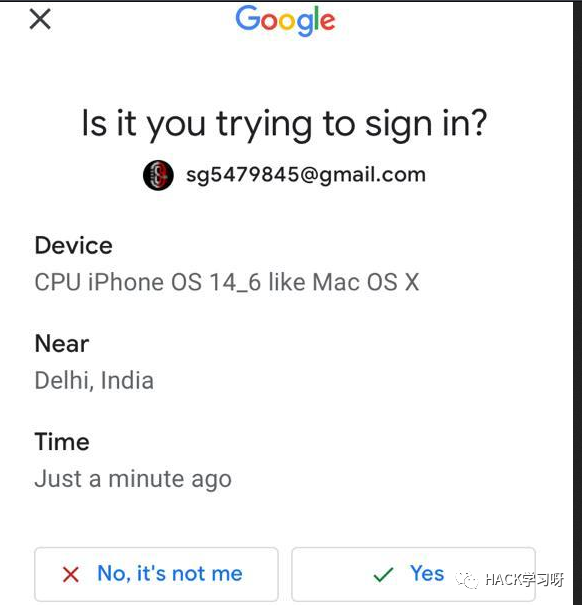 Google
Is it you trying to sign in?
sg5479845@gmail.com
Device
CPU iPhone OS 14_6 like Mac OS X
Near
Delhi, India
Time
Just a minute ago
No, it's not me
Yes
HACK学习呀